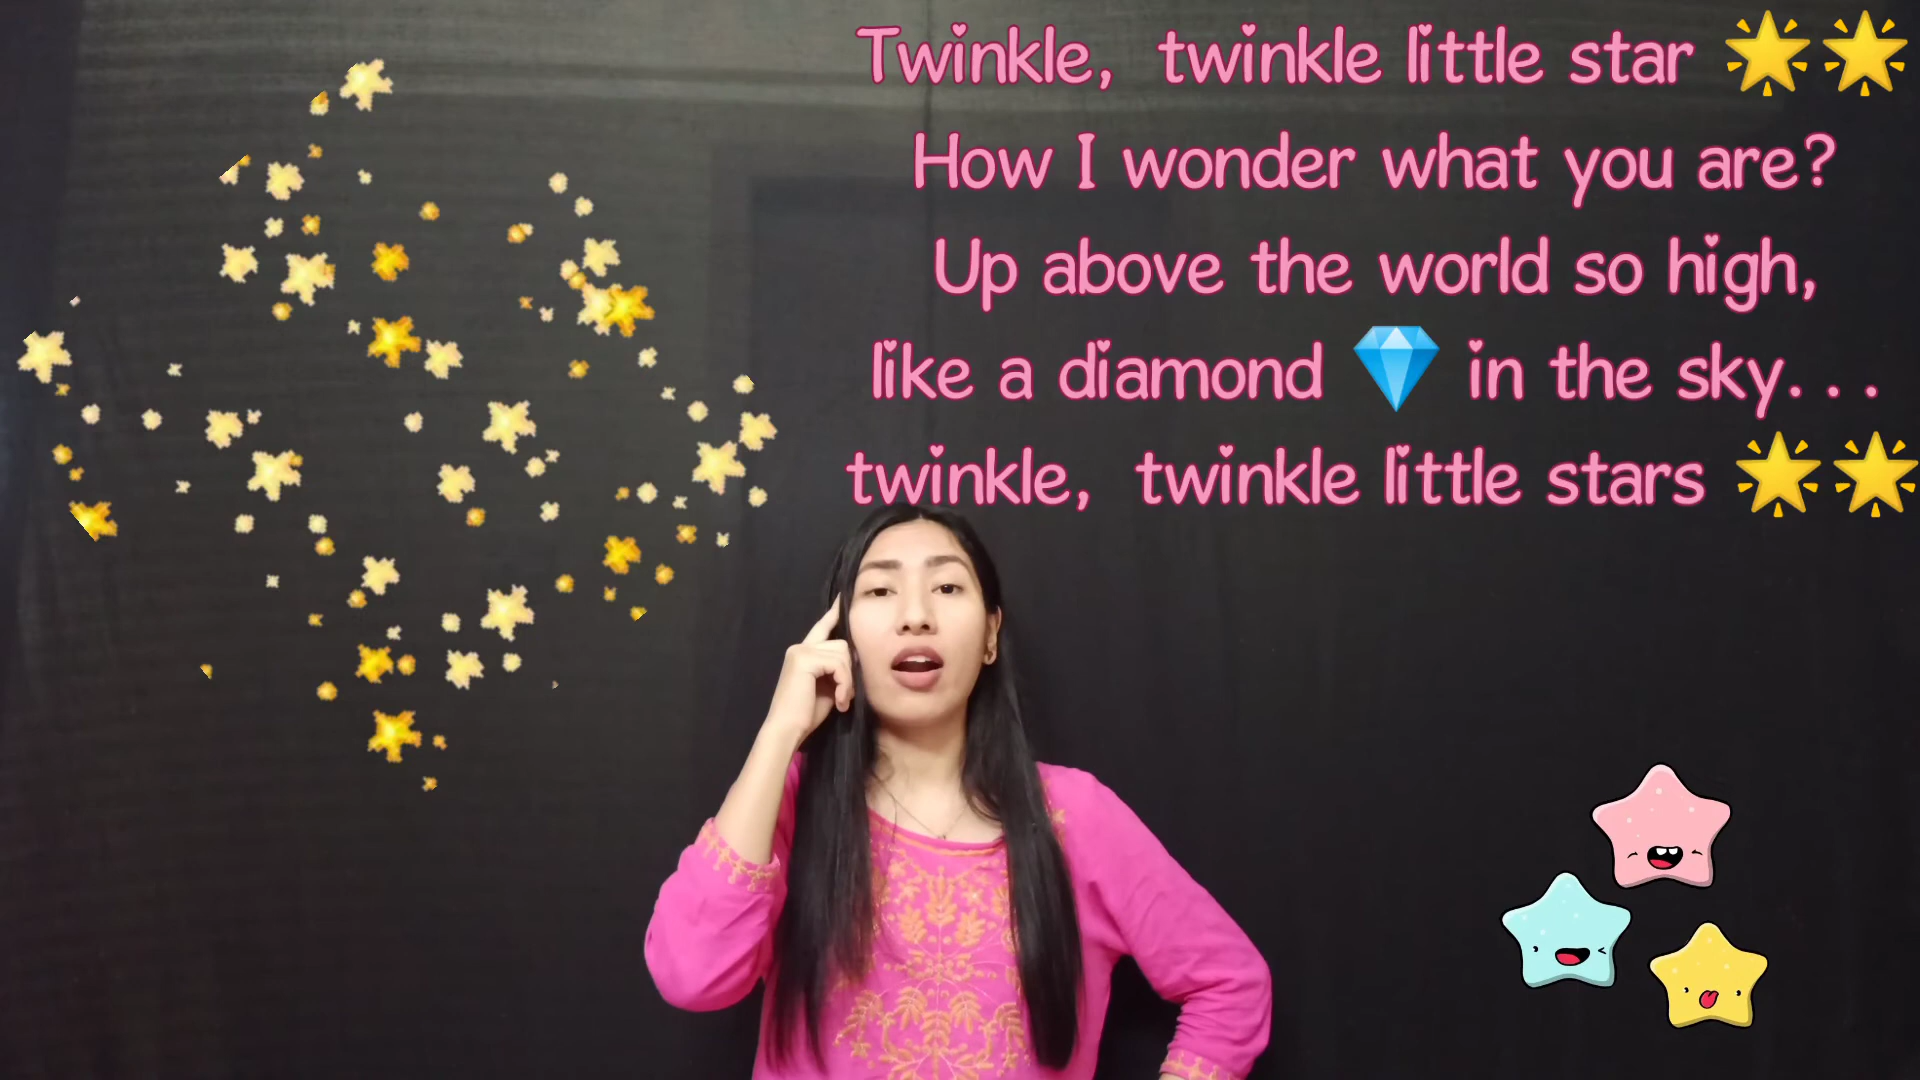 Twinkle, twinkle little star 🌟🌟
How I wonder what you are?
Up above the world so high,
like a diamond 💎 in the sky...
twinkle, twinkle little stars 🌟🌟